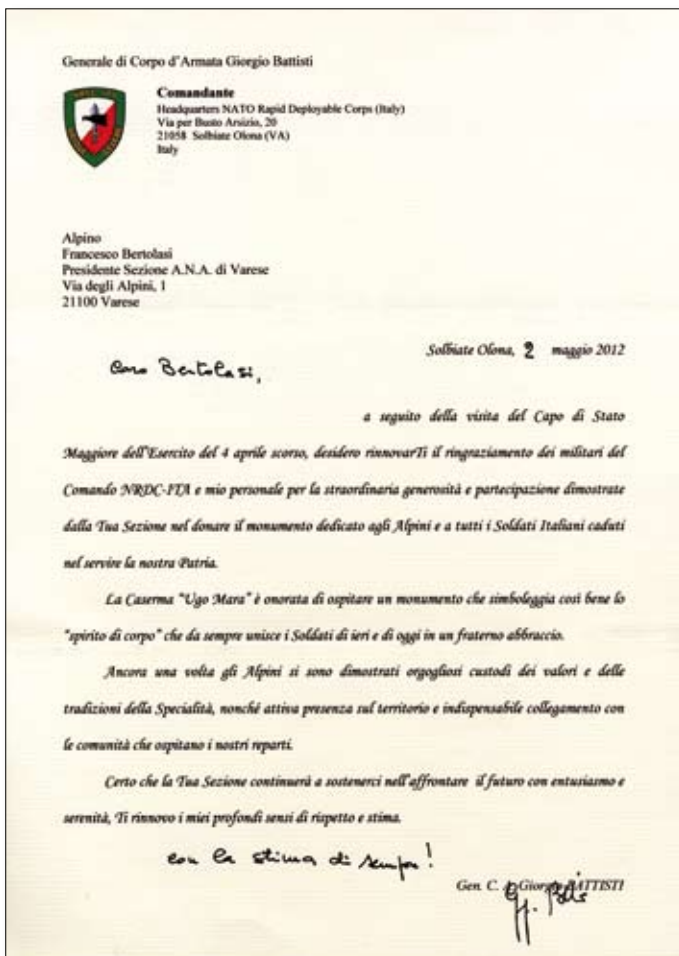 Generale di Corpo d'Armata Giorgio Battisti
Comandante
Headquarters NATO Rapid Deployable Corps (Italy)
Via per Busto Arsizio, 20
21058 Solbiate Olona (VA)
Italy
Alpino
Francesco Bertolasi
Presidente Sezione A.N.A. di Varese
Via degli Alpini, 1
21100 Varese
Solbiate Olona, 2 maggio 2012
Caro Bertolasi,
a seguito della visita del Capo di Stato
Maggiore dell'Esercito del 4 aprile scorso, desidero rinnovarTi il ringraziamento dei militari del
Comando NRDC-ITA e mio personale per la straordinaria generosità e partecipazione dimostrate
dalla Tua Sezione nel donare il monumento dedicato agli Alpini e a tutti i Soldati Italiani caduti
nel servire la nostra Patria.
La Caserma "Ugo Mara" è onorata di ospitare un monumento che simboleggia così bene lo
"spirito di corpo" che da sempre unisce i Soldati di ieri e di oggi in un fraterno abbraccio.
Ancora una volta gli Alpini si sono dimostrati orgogliosi custodi dei valori e delle
tradizioni della Specialità, nonché attiva presenza sul territorio e indispensabile collegamento con
le comunità che ospitano i nostri reparti.
Certo che la Tua Sezione continuerà a sostenerci nell'affrontare il futuro con entusiasmo e
serenità, Ti rinnovo i miei profondi sensi di rispetto e stima.
con la stima di sempre!
Gen. C. A. Giorgio BATTISTI